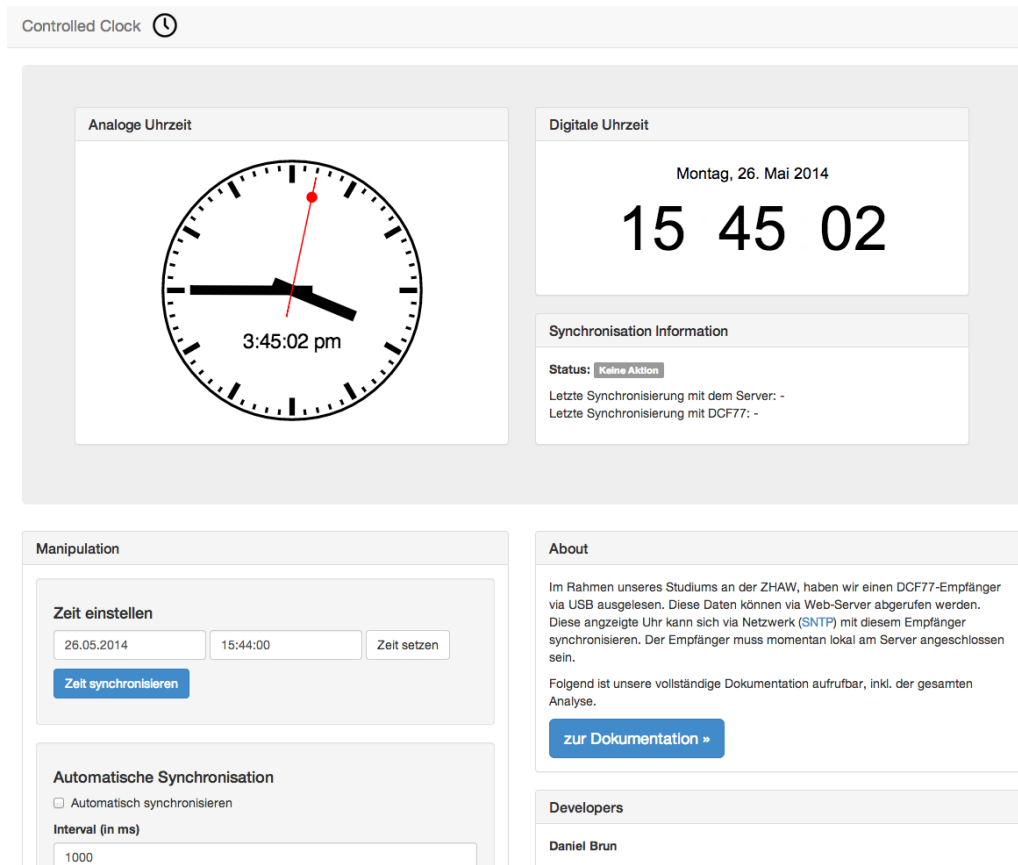 Controlled Clock
Analoge Uhrzeit
3:45:02 pm
Digitale Uhrzeit
Montag, 26. Mai 2014
15 45 02
Synchronisation Information
Status: Keine Aktion
Letzte Synchronisierung mit dem Server: -
Letzte Synchronisierung mit DCF77: -
Manipulation
Zeit einstellen
26.05.2014 15:44:00 Zeit setzen
Zeit synchronisieren
Automatische Synchronisation
Automatisch synchronisieren
Interval (in ms)
1000
About
Im Rahmen unseres Studiums an der ZHAW, haben wir einen DCF77-Empfänger
via USB ausgelesen. Diese Daten können via Web-Server abgerufen werden.
Diese angzeigte Uhr kann sich via Netzwerk (SNTP) mit diesem Empfänger
synchronisieren. Der Empfänger muss momentan lokal am Server angeschlossen
sein.
Folgend ist unsere vollständige Dokumentation aufrufbar, inkl. der gesamten
Analyse.
zur Dokumentation »
Developers
Daniel Brun